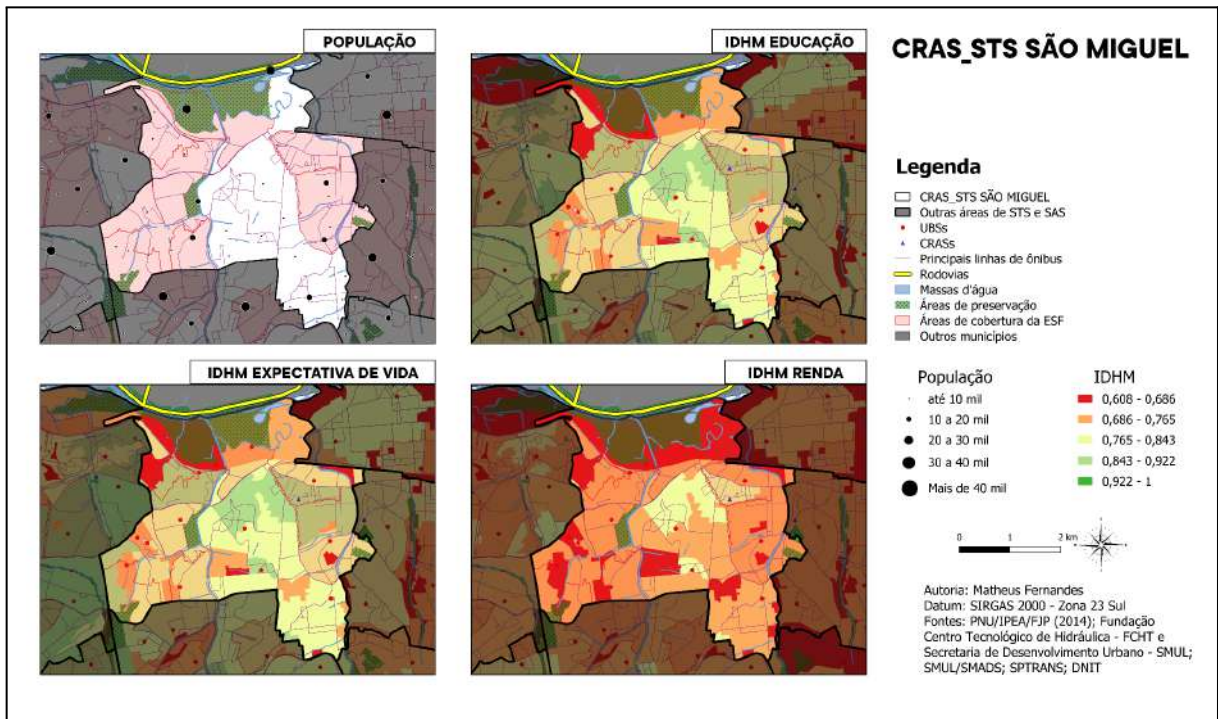 POPULAÇÃO
IDHM EDUCAÇÃO
CRAS_STS SÃO MIGUEL
IDHM EXPECTATIVA DE VIDA
IDHM RENDA
Legenda
CRAS_STS SÃO MIGUEL
Outras áreas de STS e SAS
UBSs
CRASs
Principais linhas de ônibus
Rodovias
Massas d'água
Áreas de preservação
Áreas de cobertura da ESF
Outros municípios
População
até 10 mil
10 a 20 mil
20 a 30 mil
30 a 40 mil
Mais de 40 mil
IDHM
0,608 - 0,686
0,686 - 0,765
0,765 - 0,843
0,843 - 0,922
0,922 - 1
0 1 2 km
Autoria: Matheus Fernandes
Datum: SIRGAS 2000 - Zona 23 Sul
Fontes: PNU/IPEA/FJP (2014); Fundação
Centro Tecnológico de Hidráulica - FCHT e
Secretaria de Desenvolvimento Urbano - SMUL;
SMUL/SMADS; SPTRANS; DNIT